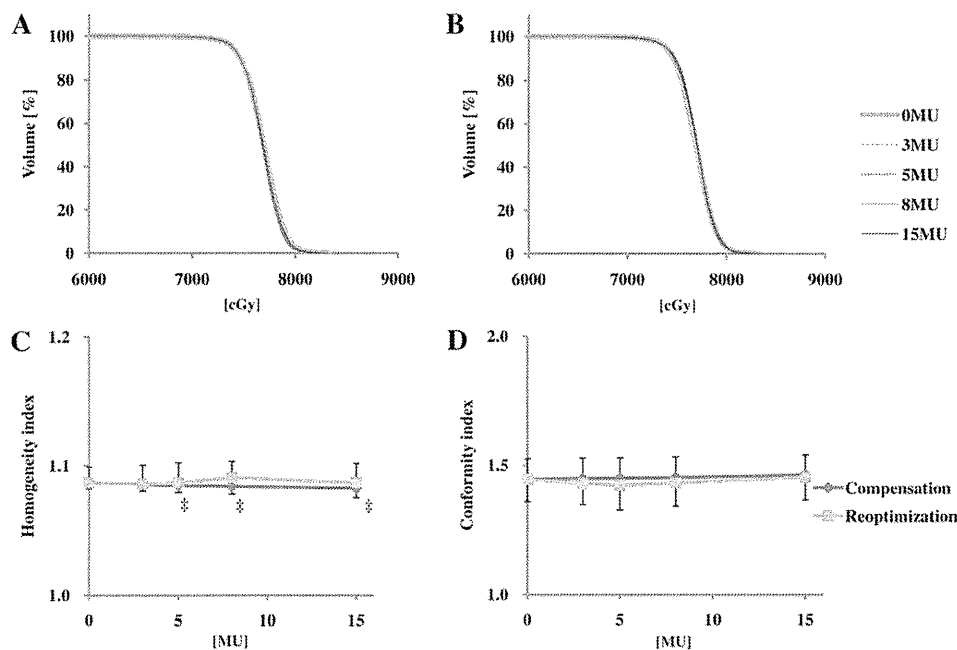 A
Volume [%]
100
80
60
40
20
0
6000 7000 8000 9000
[cGy]
B
Volume [%]
100
80
60
40
20
0
6000 7000 8000 9000
[cGy]
0MU
3MU
5MU
8MU
15MU
C
Homogeneity index
1.2
1.1
1.0
‡ ‡ ‡
0 5 10 15
[MU]
D
Conformity index
2.0
1.5
1.0
0 5 10 15
[MU]
Compensation
Reoptimization